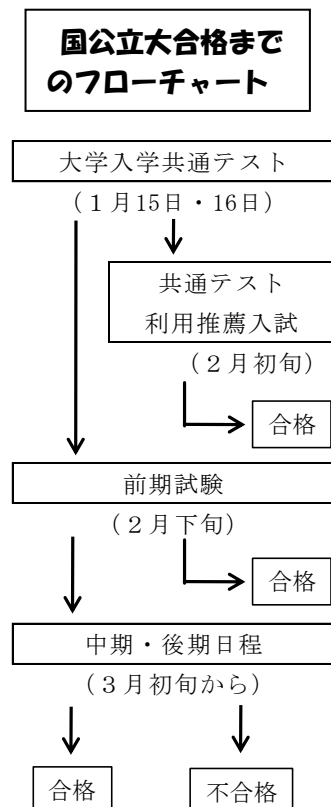 国公立大合格まで
のフローチャート
大学入学共通テスト
（１月15日・16日）
共通テスト
利用推薦入試
（２月初旬）
合格
前期試験
（２月下旬）
合格
中期・後期日程
（３月初旬から）
合格
不合格